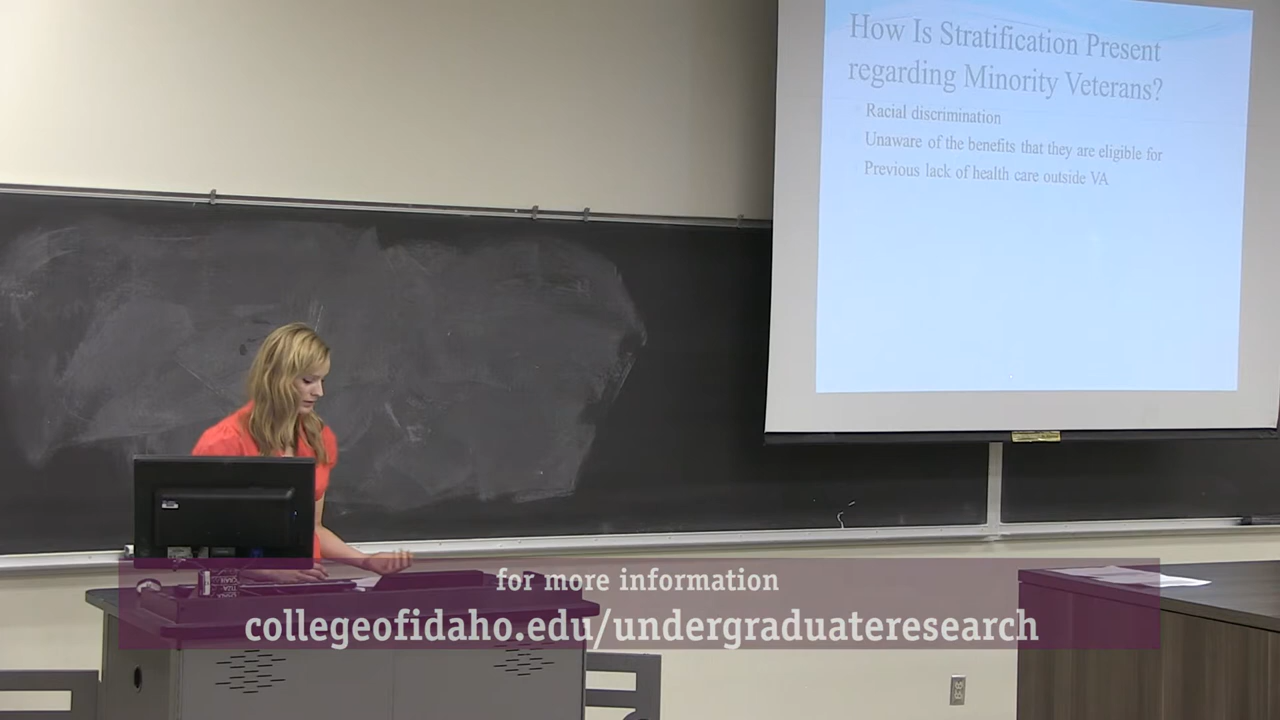 How Is Stratification Present
regarding Minority Veterans?
Racial discrimination
Unaware of the benefits that they are eligible for
Previous lack of health care outside VA
for more information
collegeofidaho.edu/undergraduateresearch